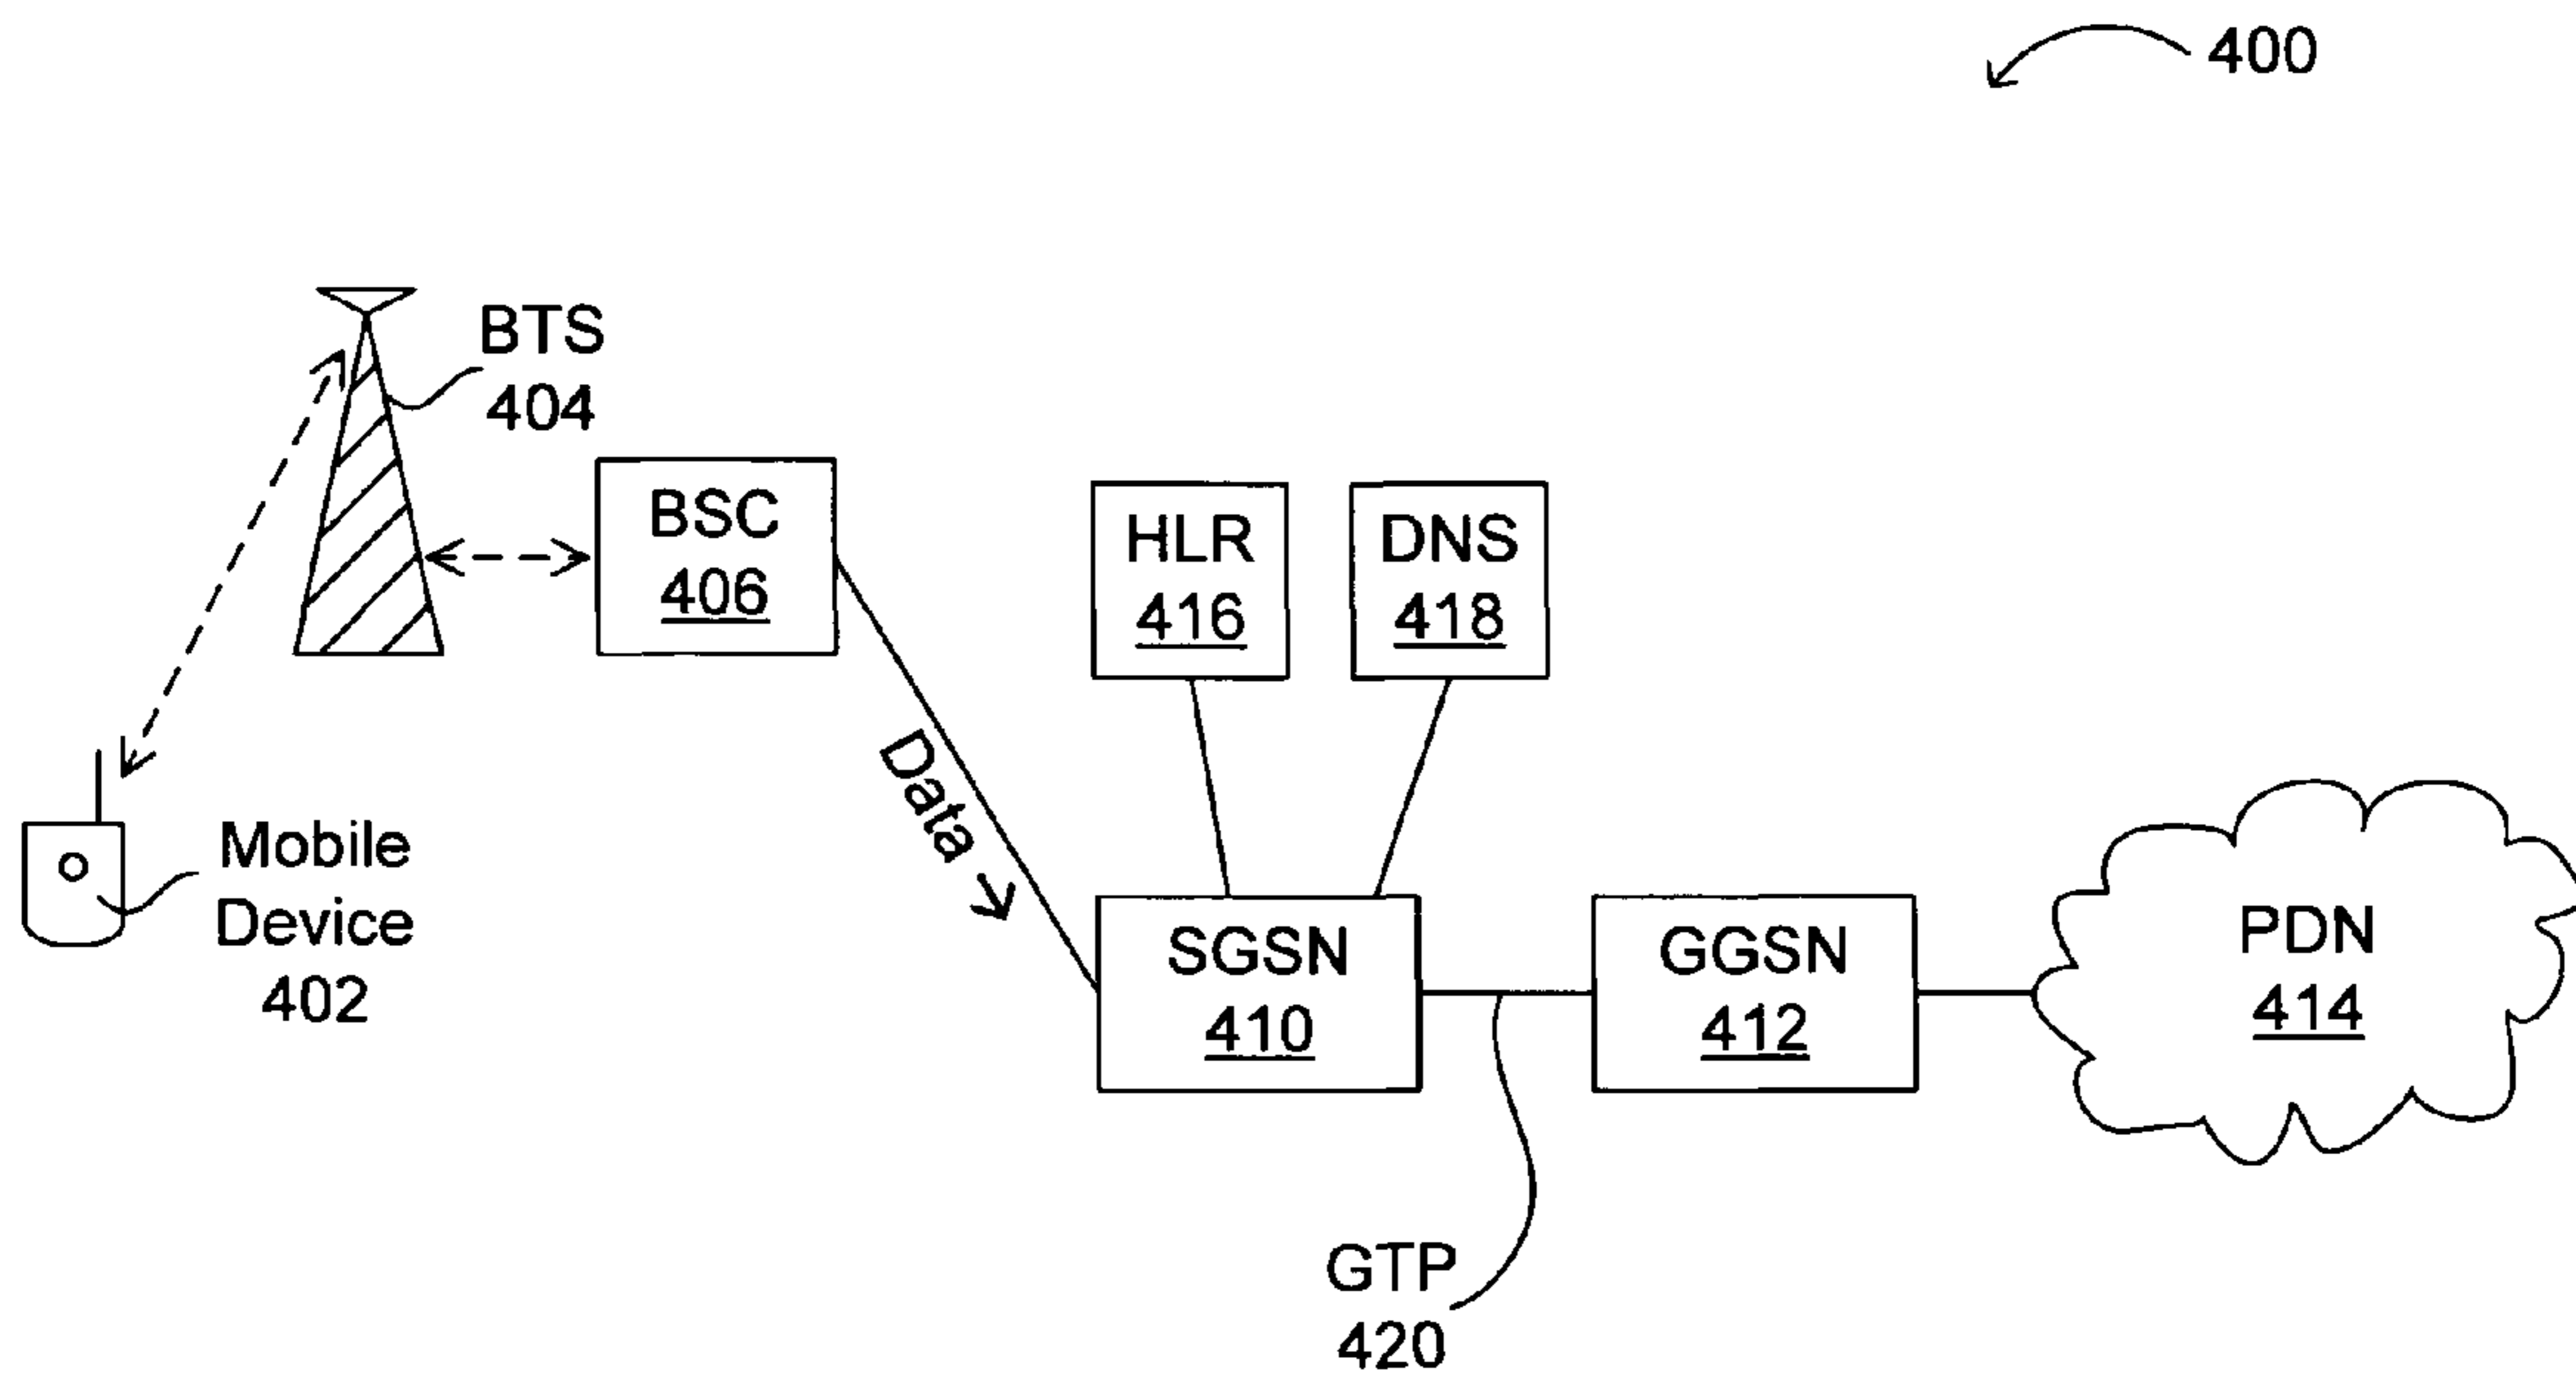 400
BTS
404
BSC
406
HLR
416
DNS
418
Data
Mobile
Device
402
SGSN
410
GGSN
412
PDN
414
GTP
420